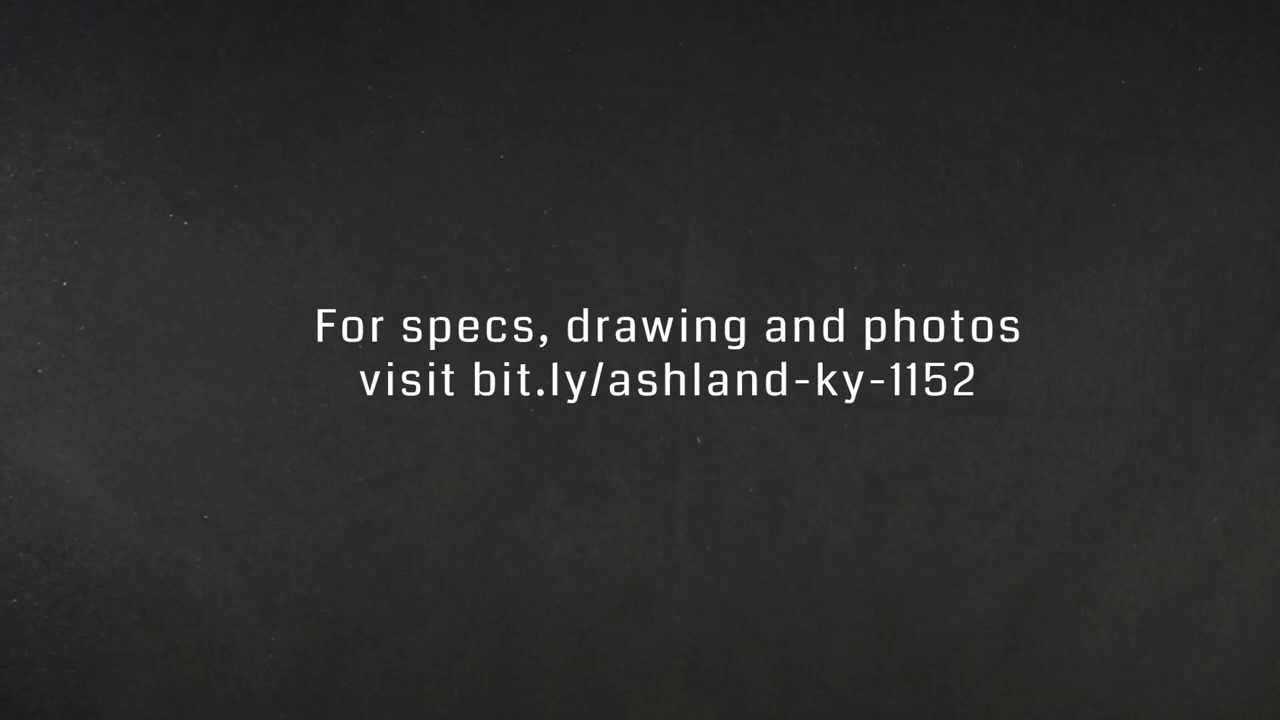 For specs, drawing and photos
visit bit.ly/ashland-ky-1152